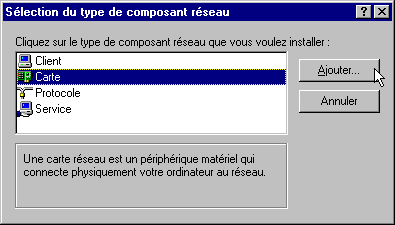 Sélection du type de composant réseau
Cliquez sur le type de composant réseau que vous voulez installer :
Client
Carte
Protocole
Service
Ajouter...
Annuler
Une carte réseau est un périphérique matériel qui
connecte physiquement votre ordinateur au réseau.